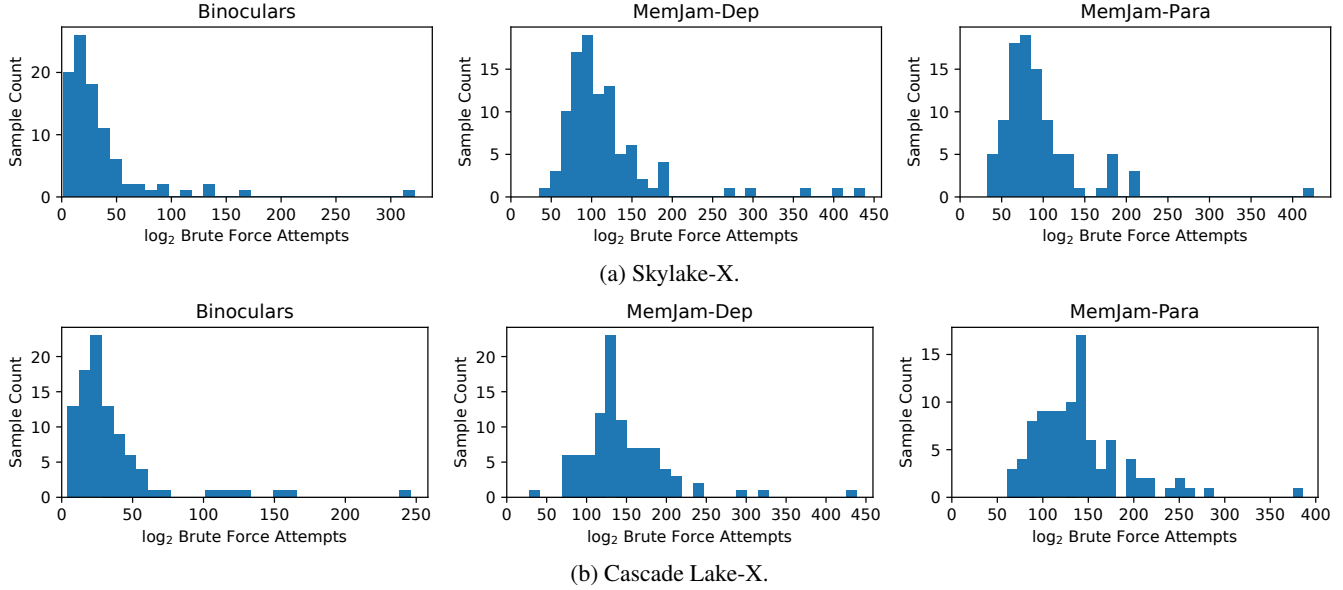 Binoculars MemJam-Dep MemJam-Para
Sample Count
20
10
0
0 50 100 150 200 250 300
log2 Brute Force Attempts
Sample Count
15
10
5
0
0 50 100 150 200 250 300 350 400 450
log2 Brute Force Attempts
Sample Count
15
10
5
0
0 50 100 150 200 250 300 350 400
log2 Brute Force Attempts
(a) Skylake-X.
Binoculars MemJam-Dep MemJam-Para
Sample Count
20
15
10
5
0
0 50 100 150 200 250
log2 Brute Force Attempts
Sample Count
20
15
10
5
0
0 50 100 150 200 250 300 350 400 450
log2 Brute Force Attempts
Sample Count
15
10
5
0
0 50 100 150 200 250 300 350 400
log2 Brute Force Attempts
(b) Cascade Lake-X.